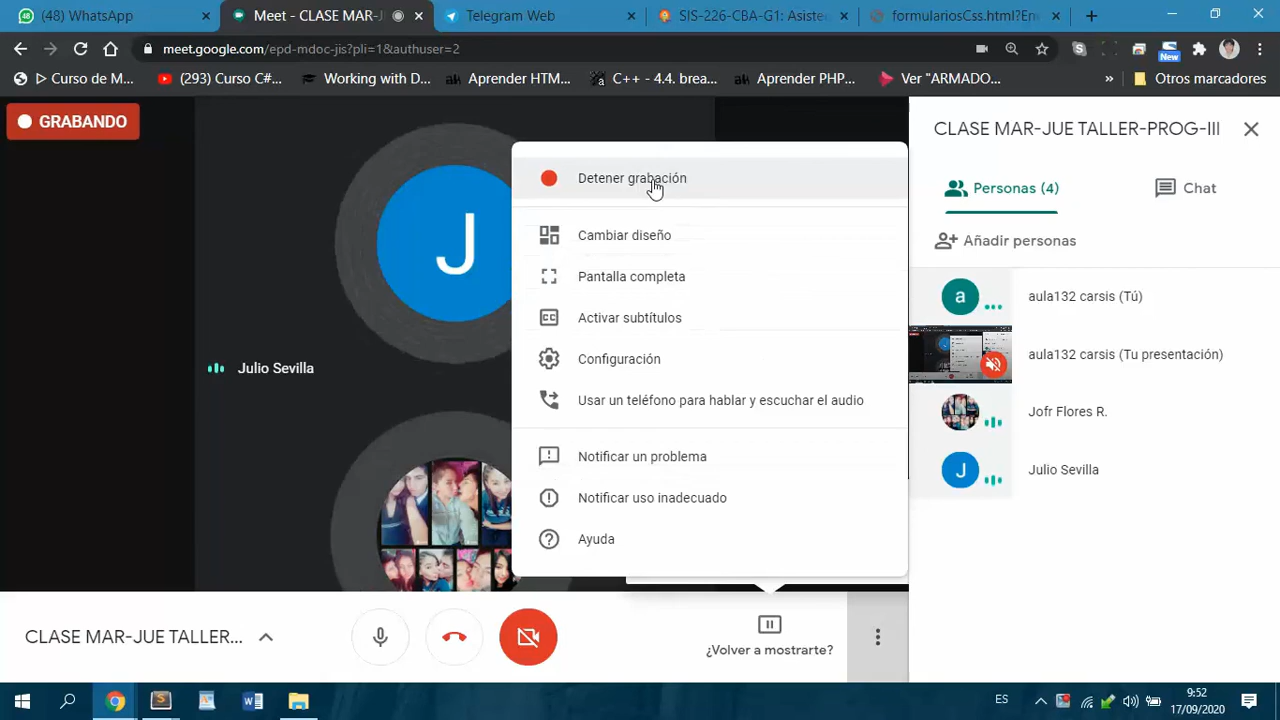 (48) WhatsApp
Meet - CLASE MAR-J
Telegram Web
SIS-226-CBA-G1: Asiste
formulariosCss.html?En
meet.google.com/epd-mdoc-jis?pli=1&authuser=2
New
Curso de M...
(293) Curso C#...
Working with D...
Aprender HTM...
C++ - 4.4. brea...
Aprender PHP...
Ver "ARMADO...
»
Otros marcadores
GRABANDO
J
Julio Sevilla
Detener grabación
Cambiar diseño
Pantalla completa
CC Activar subtítulos
Configuración
Usar un teléfono para hablar y escuchar el audio
Notificar un problema
Notificar uso inadecuado
Ayuda
CLASE MAR-JUE TALLER-PROG-III
Personas (4)
Chat
Añadir personas
a aula132 carsis (Tú)
aula132 carsis (Tu presentación)
Jofr Flores R.
J Julio Sevilla
CLASE MAR-JUE TALLER...
¿Volver a mostrarte?
ES
9:52
17/09/2020